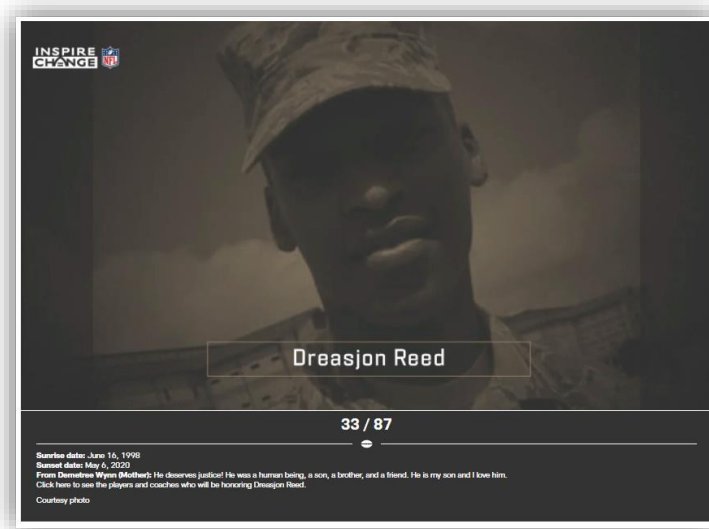 INSPIRE
CHANGE
NFL
Dreasjon Reed
33 / 87
Sunrise date: June 16, 1998
Sunset date: May 6, 2020
From Demetree Wynn (Mother): He deserves justice! He was a human being, a son, a brother, and a friend. He is my son and I love him.
Click here to see the players and coaches who will be honoring Dreasjon Reed.
Courtesy photo